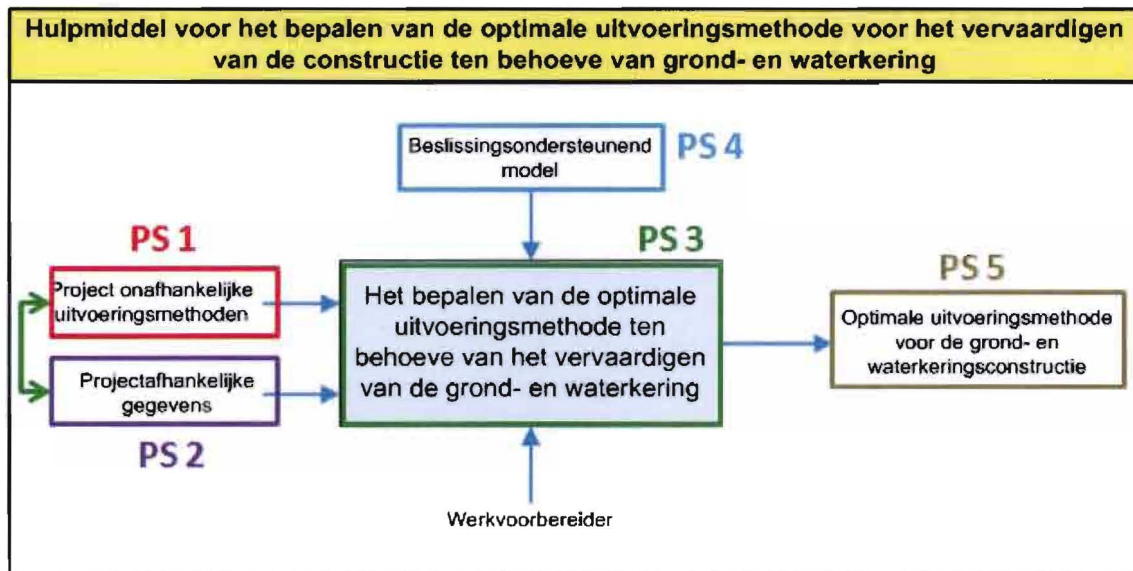 Hulpmiddel voor het bepalen van de optimale uitvoeringsmethode voor het vervaardigen
van de constructie ten behoeve van grond- en waterkering
Beslissingsondersteunend
model
PS 4
PS 1
PS 3
Project onafhankelijke
uitvoeringsmethoden
Het bepalen van de optimale
uitvoeringsmethode ten
behoeve van het vervaardigen
van de grond- en waterkering
PS 5
Optimale uitvoeringsmethode
voor de grond- en
waterkeringsconstructie
Projectafhankelijke
gegevens
PS 2
Werkvoorbereider